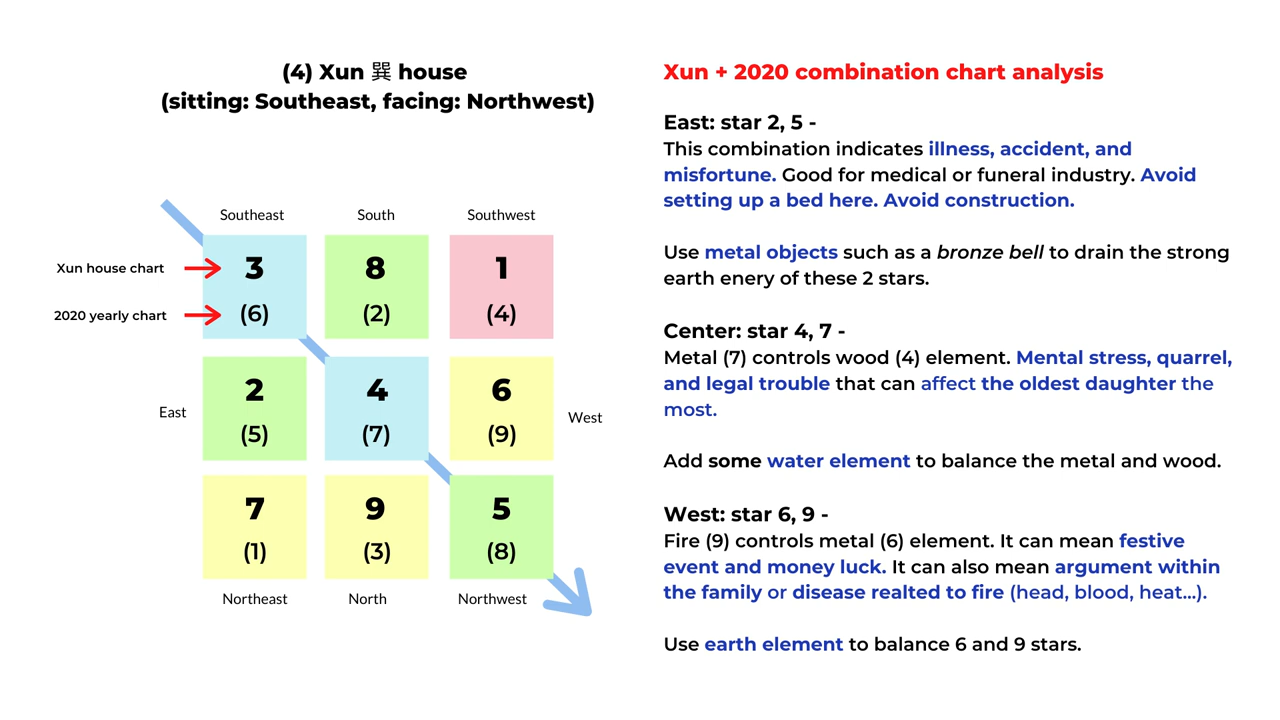 (4) Xun 巽 house
(sitting: Southeast, facing: Northwest)
Southeast
South
Southwest
Xun house chart
3
8
1
2020 yearly chart
(6)
(2)
(4)
East
2
4
6
West
(5)
(7)
(9)
7
9
5
(1)
(3)
(8)
Northeast
North
Northwest
Xun + 2020 combination chart analysis
East: star 2, 5 -
This combination indicates illness, accident, and
misfortune. Good for medical or funeral industry. Avoid
setting up a bed here. Avoid construction.
Use metal objects such as a bronze bell to drain the strong
earth enery of these 2 stars.
Center: star 4, 7 -
Metal (7) controls wood (4) element. Mental stress, quarrel,
and legal trouble that can affect the oldest daughter the
most.
Add some water element to balance the metal and wood.
West: star 6, 9 -
Fire (9) controls metal (6) element. It can mean festive
event and money luck. It can also mean argument within
the family or disease realted to fire (head, blood, heat...).
Use earth element to balance 6 and 9 stars.